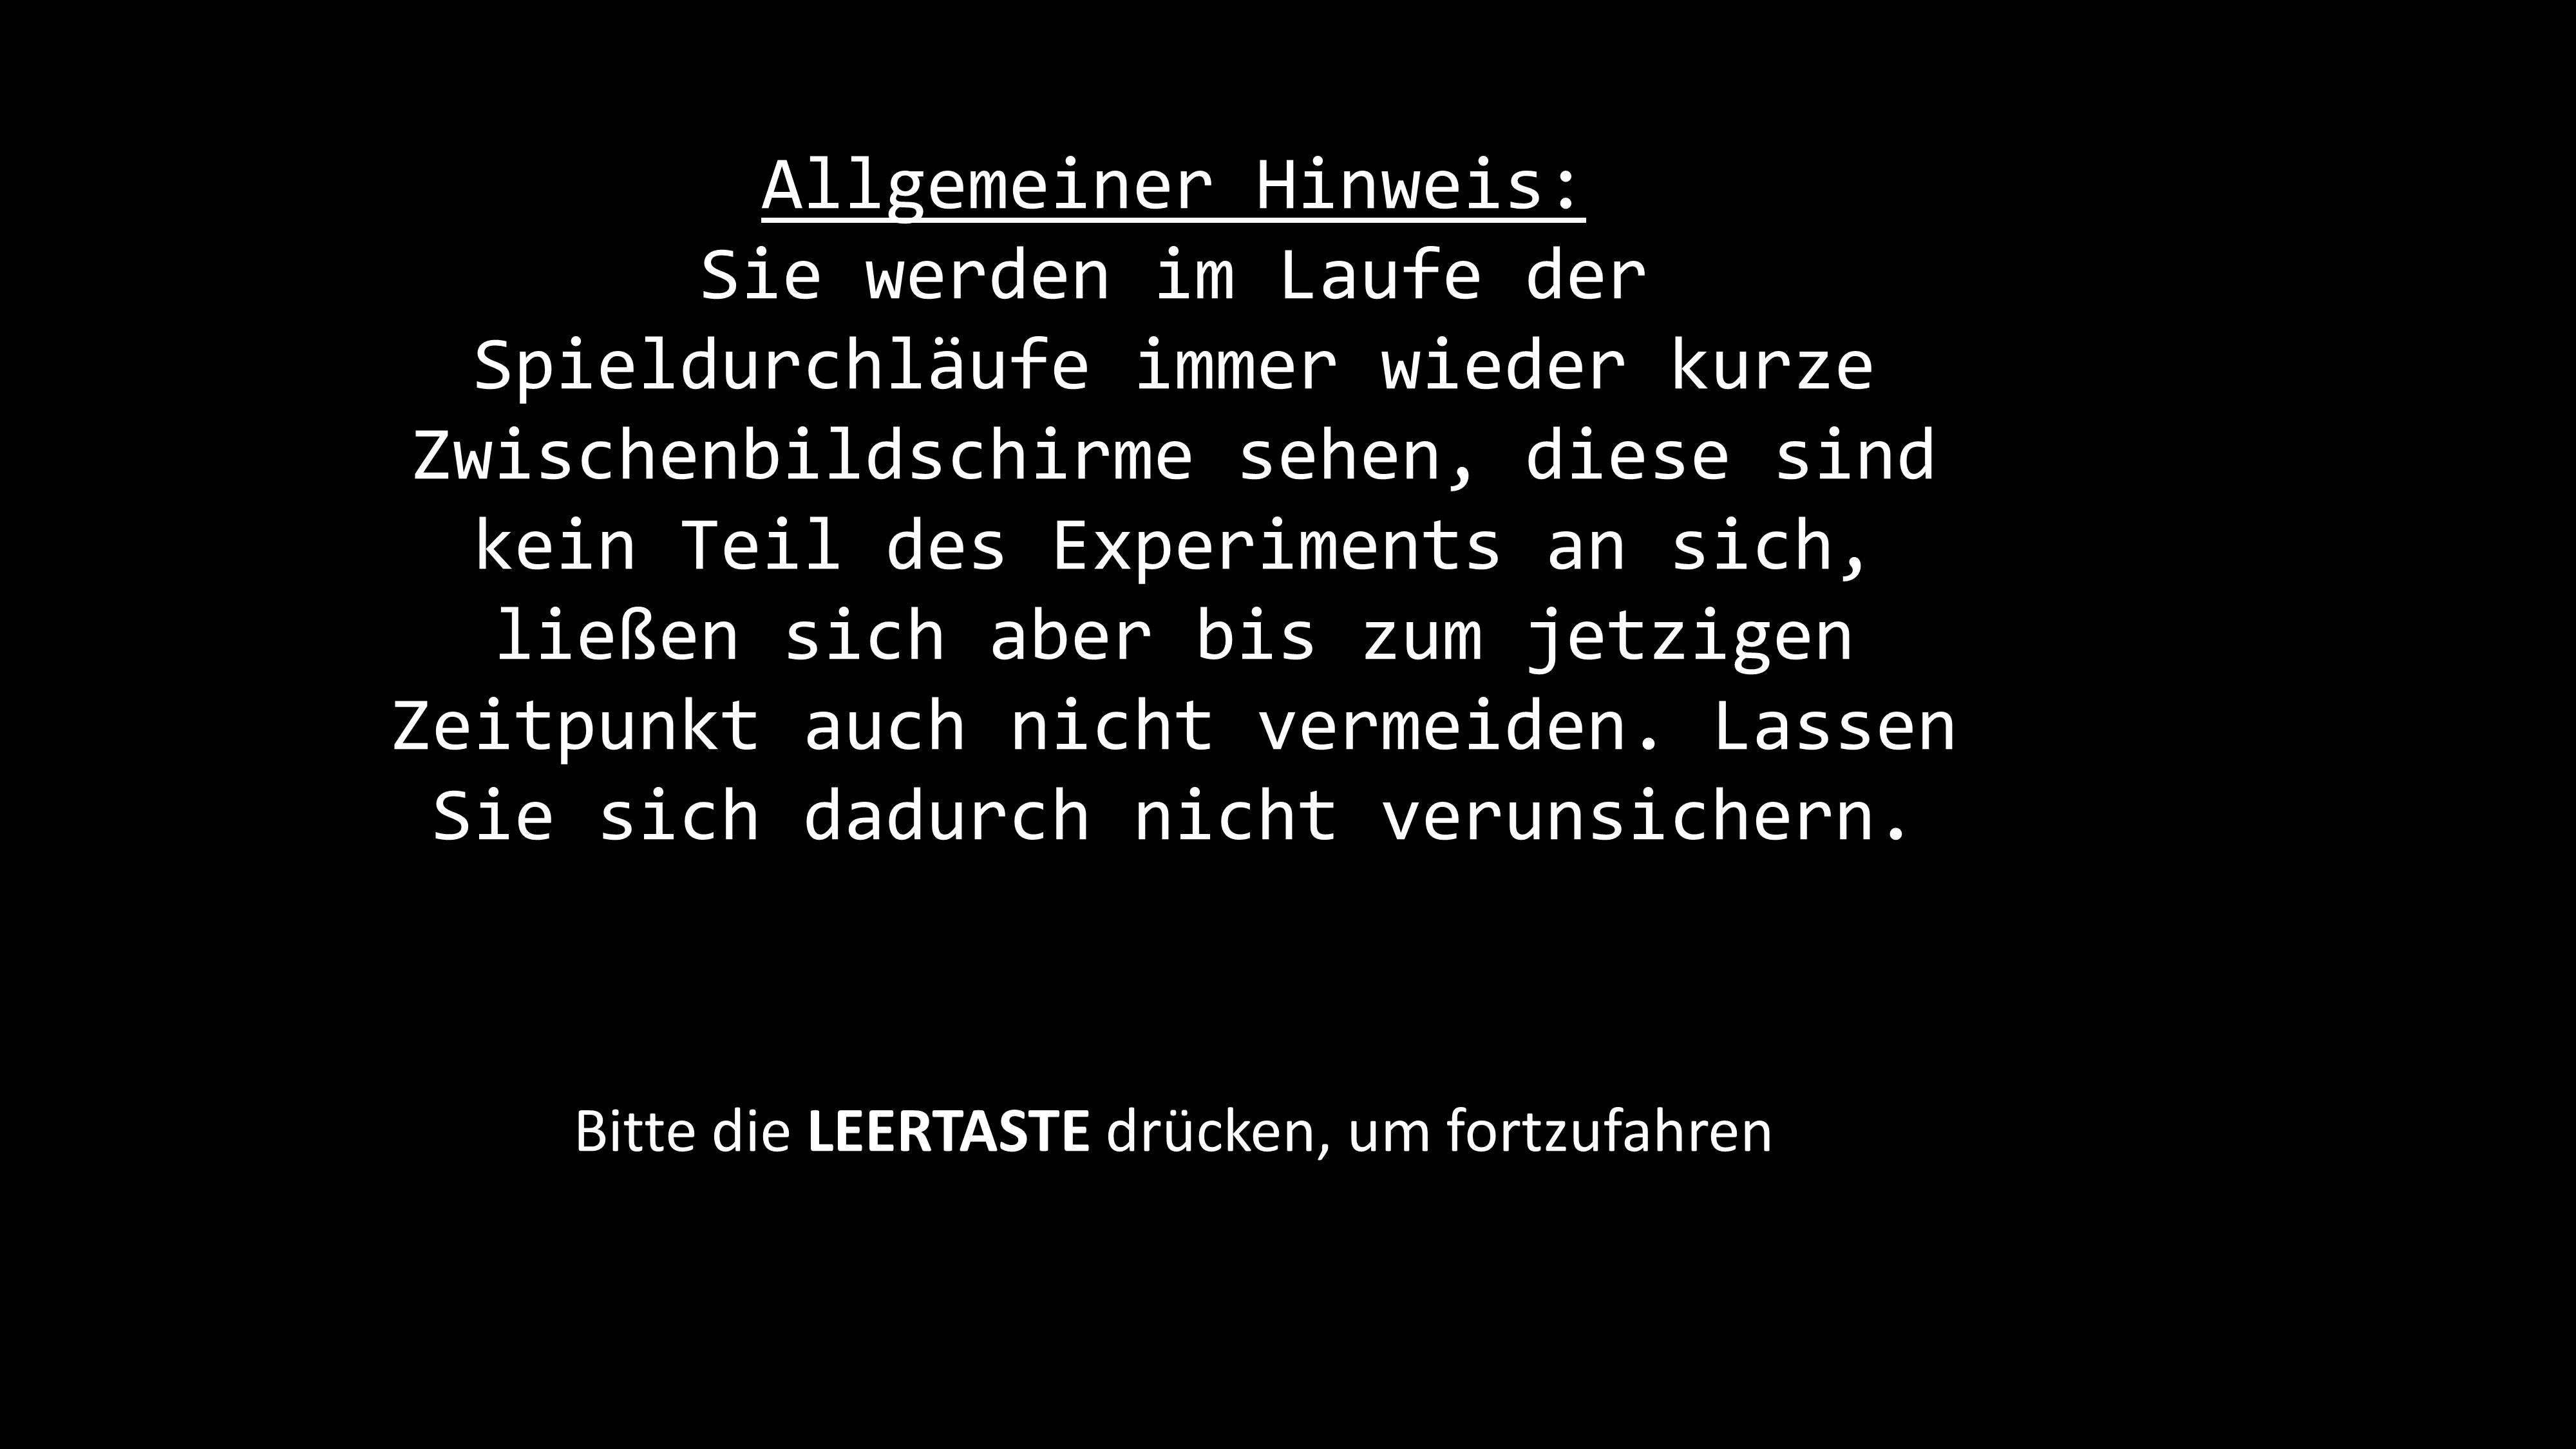 Allgemeiner Hinweis:
Sie werden im Laufe der
Spieldurchläufe immer wieder kurze
Zwischenbildschirme sehen, diese sind
kein Teil des Experiments an sich,
ließen sich aber bis zum jetzigen
Zeitpunkt auch nicht vermeiden. Lassen
Sie sich dadurch nicht verunsichern.
Bitte die LEERTASTE drücken, um fortzufahren